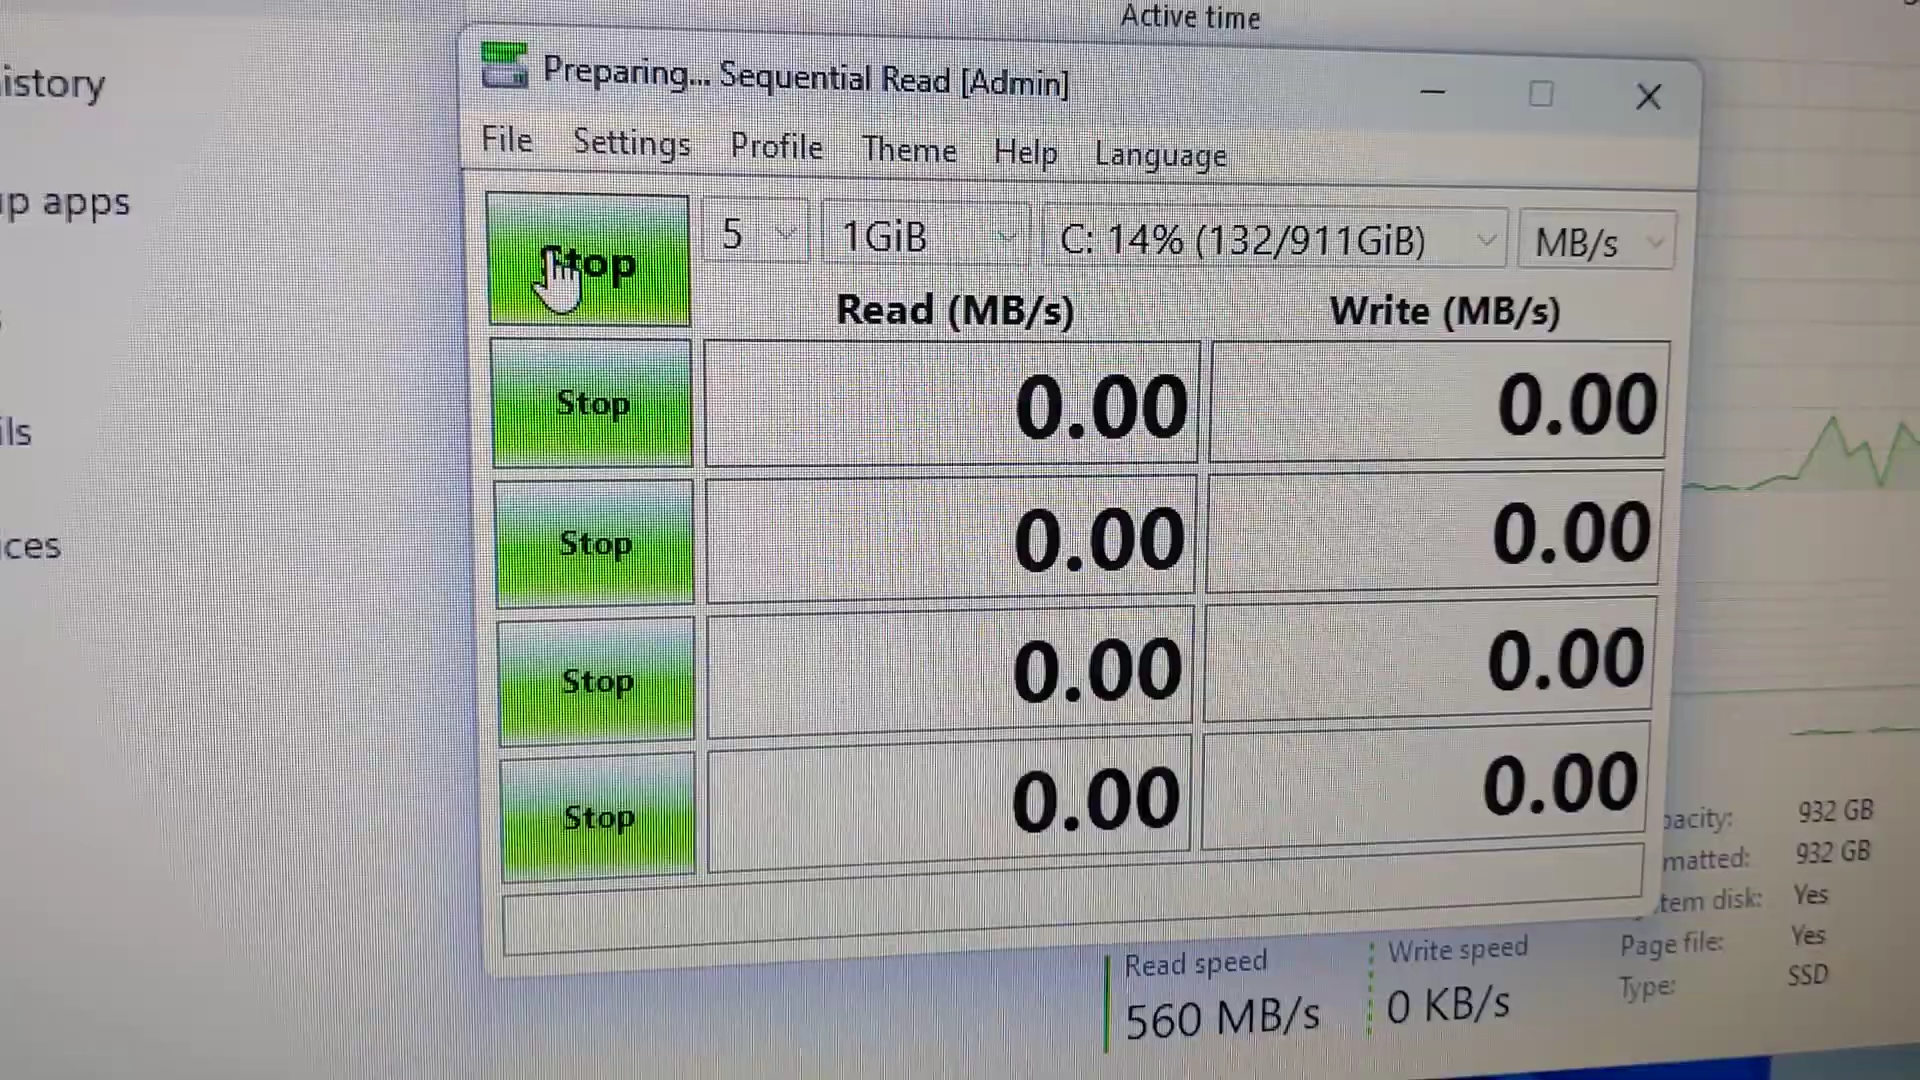 Active time
Preparing... Sequential Read [Admin]
File Settings Profile Theme Help Language
istory
p apps
ls
ces
Stop 5 1GiB C: 14% (132/911GiB) MB/s
Read (MB/s) Write (MB/s)
Stop 0.00 0.00
Stop 0.00 0.00
Stop 0.00 0.00
Stop 0.00 0.00
pacity: 932 GB
matted: 932 GB
tem disk: Yes
Page file: Yes
Type: SSD
Read speed Write speed
560 MB/s 0 KB/s